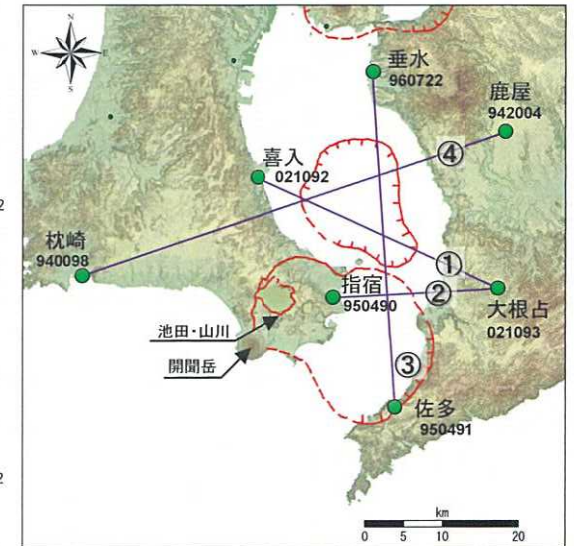 N
W
E
S
垂水
960722
鹿屋
942004
④
喜入
021092
2
枕崎
940098
①
指宿
950490
②
大根占
021093
池田・山川
開聞岳
③
佐多
950491
2
km
0 5 10 20